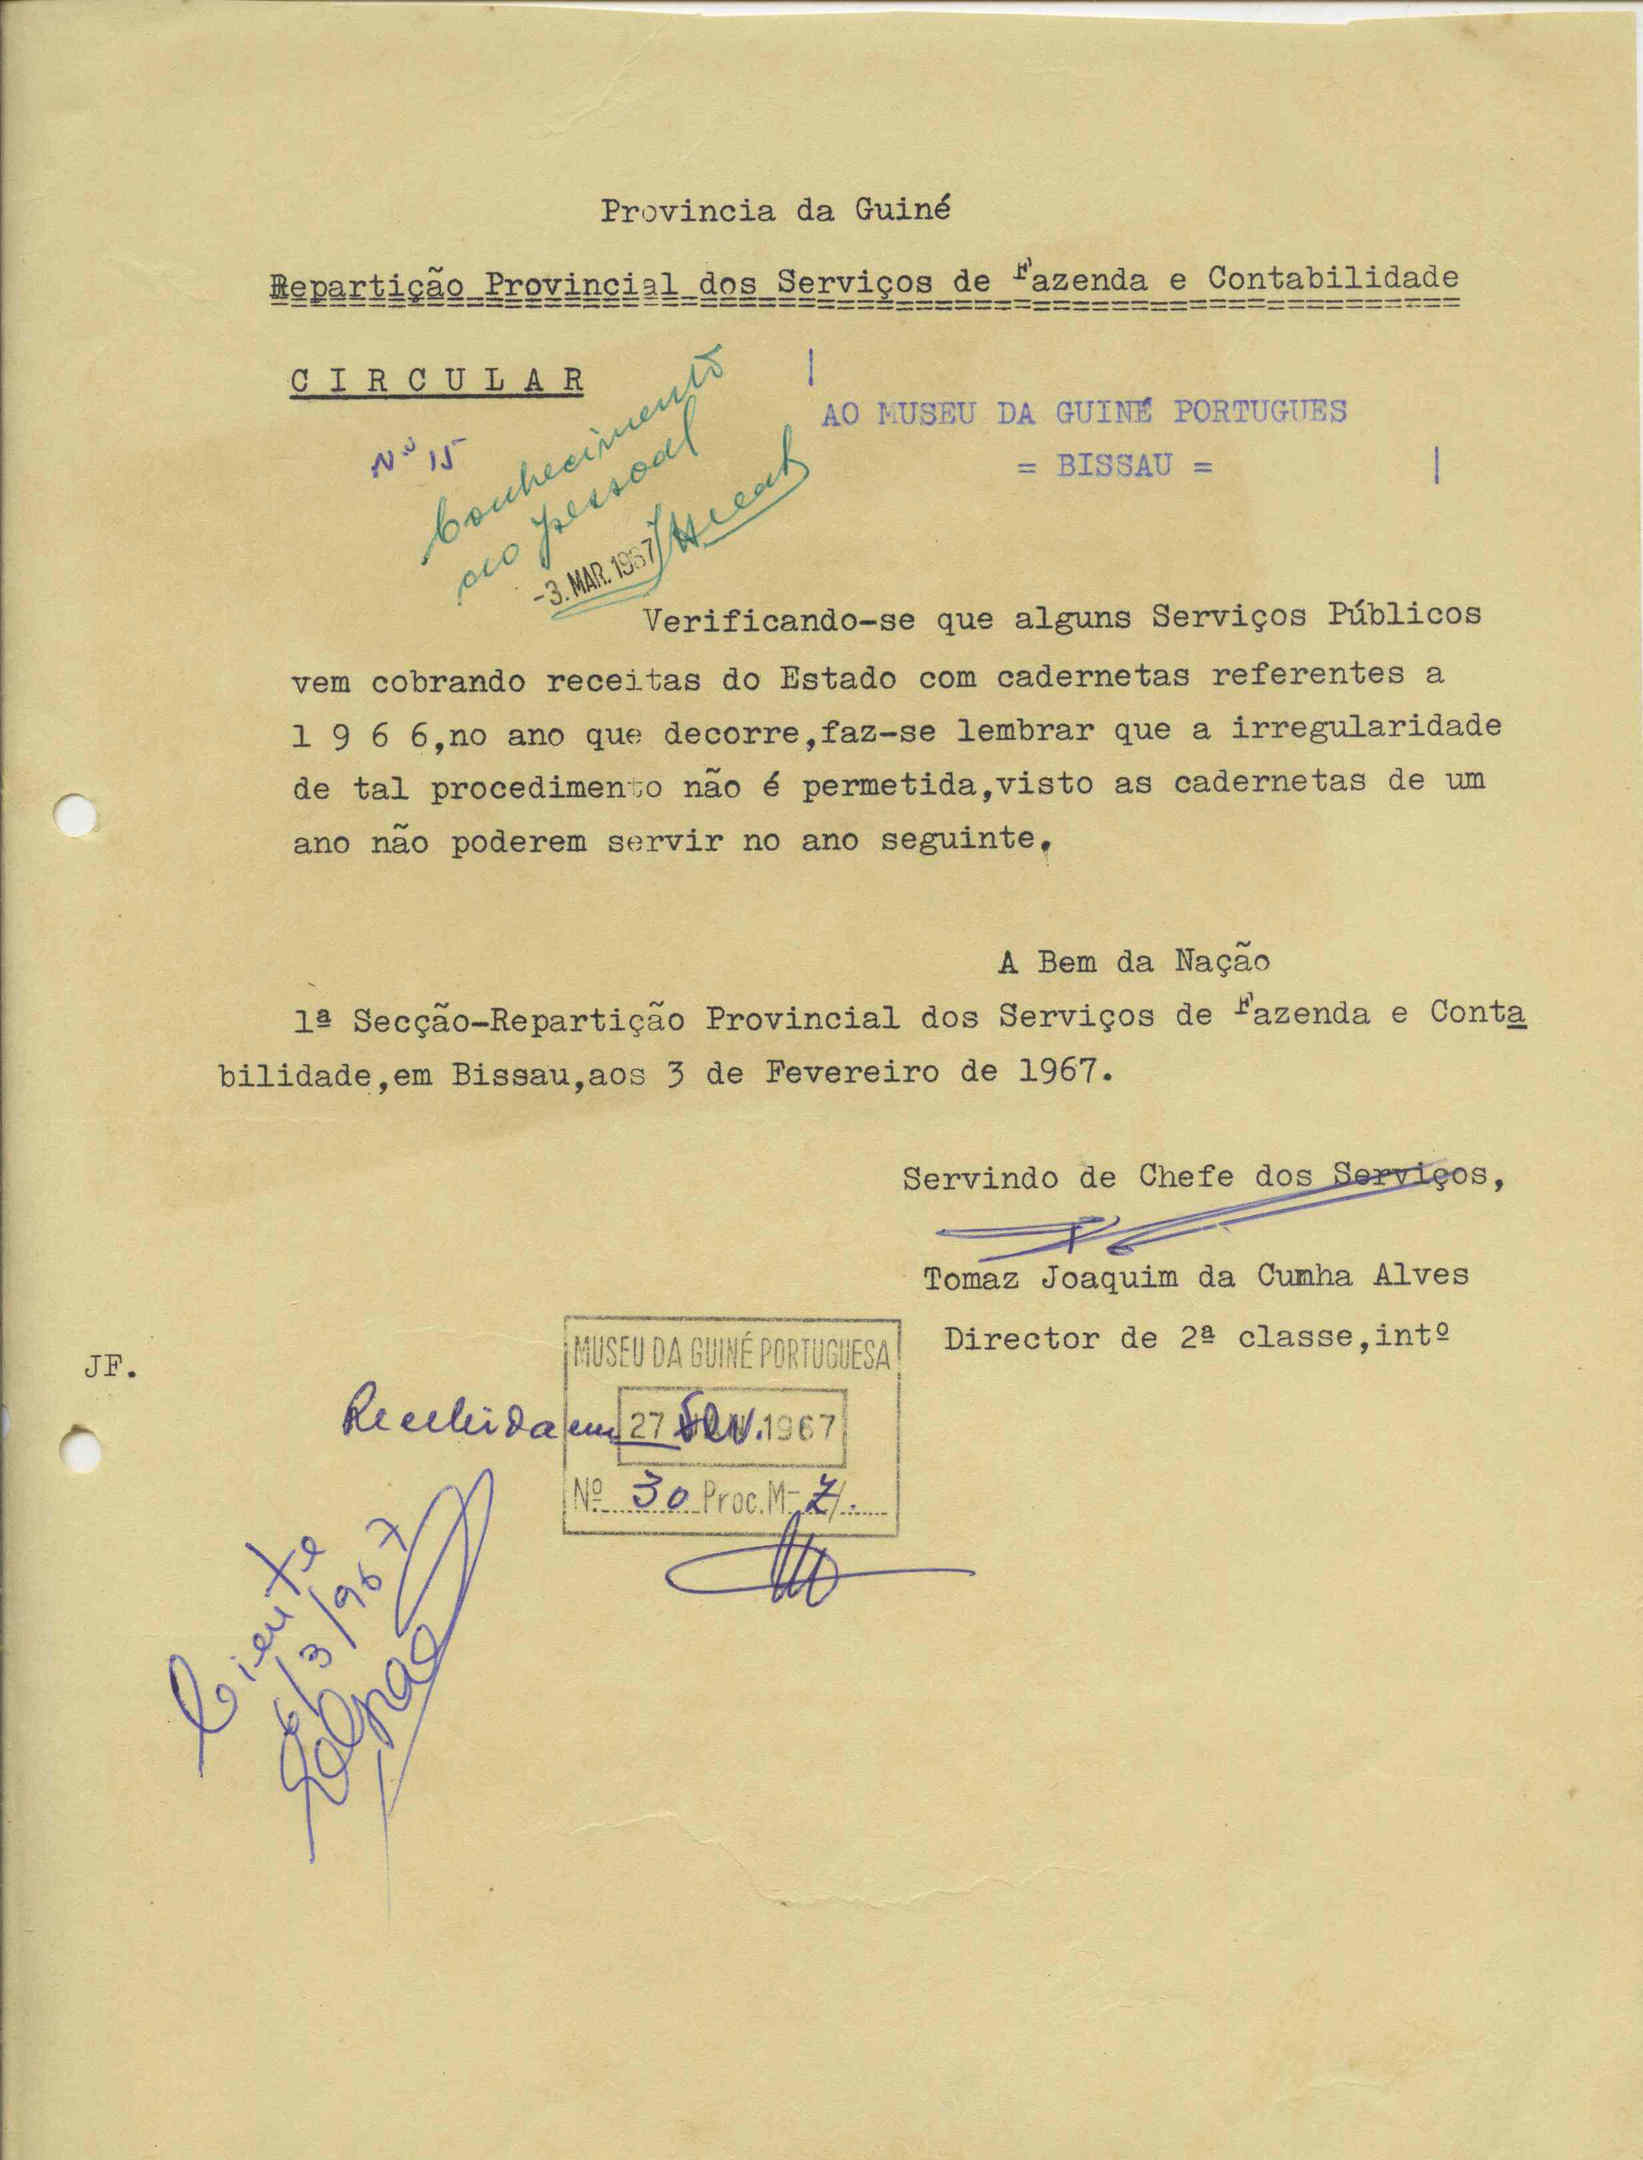 Provincia da Guiné
Repartição Provincial dos Serviços de Fazenda e Contabilidade
C I R C U L A R
AO MUSEU DA GUINÉ PORTUGUES
= BISSAU =
Nº 15
Conhecimento
ao pessoal
-3. MAR. 1967
Verificando-se que alguns Serviços Públicos
vem cobrando receitas do Estado com cadernetas referentes a
1 9 6 6,no ano que decorre,faz-se lembrar que a irregularidade
de tal procedimento não é permetida,visto as cadernetas de um
ano não poderem servir no ano seguinte.
A Bem da Nação
1ª Secção-Repartição Provincial dos Serviços de Fazenda e Conta
bilidade,em Bissau,aos 3 de Fevereiro de 1967.
Servindo de Chefe dos Serviços,
Tomaz Joaquim da Cunha Alves
Director de 2ª classe,intº
JF.
MUSEU DA GUINÉ PORTUGUESA
Recebida em 27 Fev. 1967
Nº 30 Proc. M- Z/.
Ciente
6/3/967